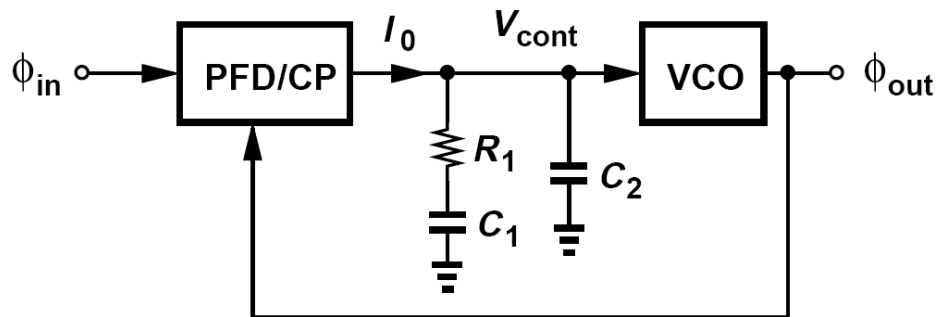 I0
Vcont
ϕin
PFD/CP
VCO
ϕout
R1
C2
C1